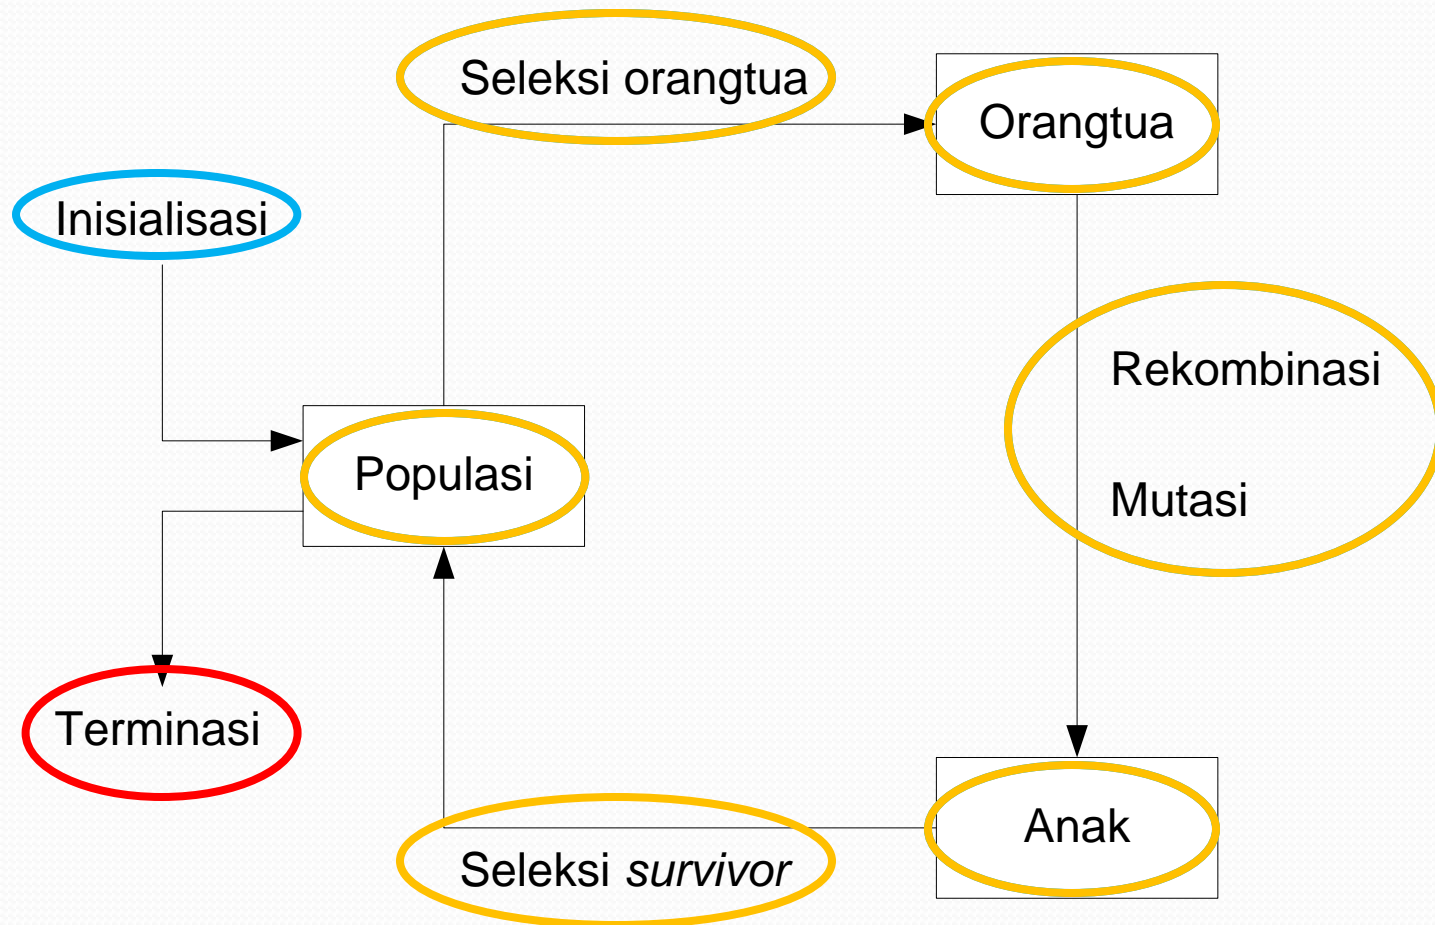 Seleksi orangtua
Orangtua
Inisialisasi
Rekombinasi
Populasi
Mutasi
Terminasi
Anak
Seleksi survivor